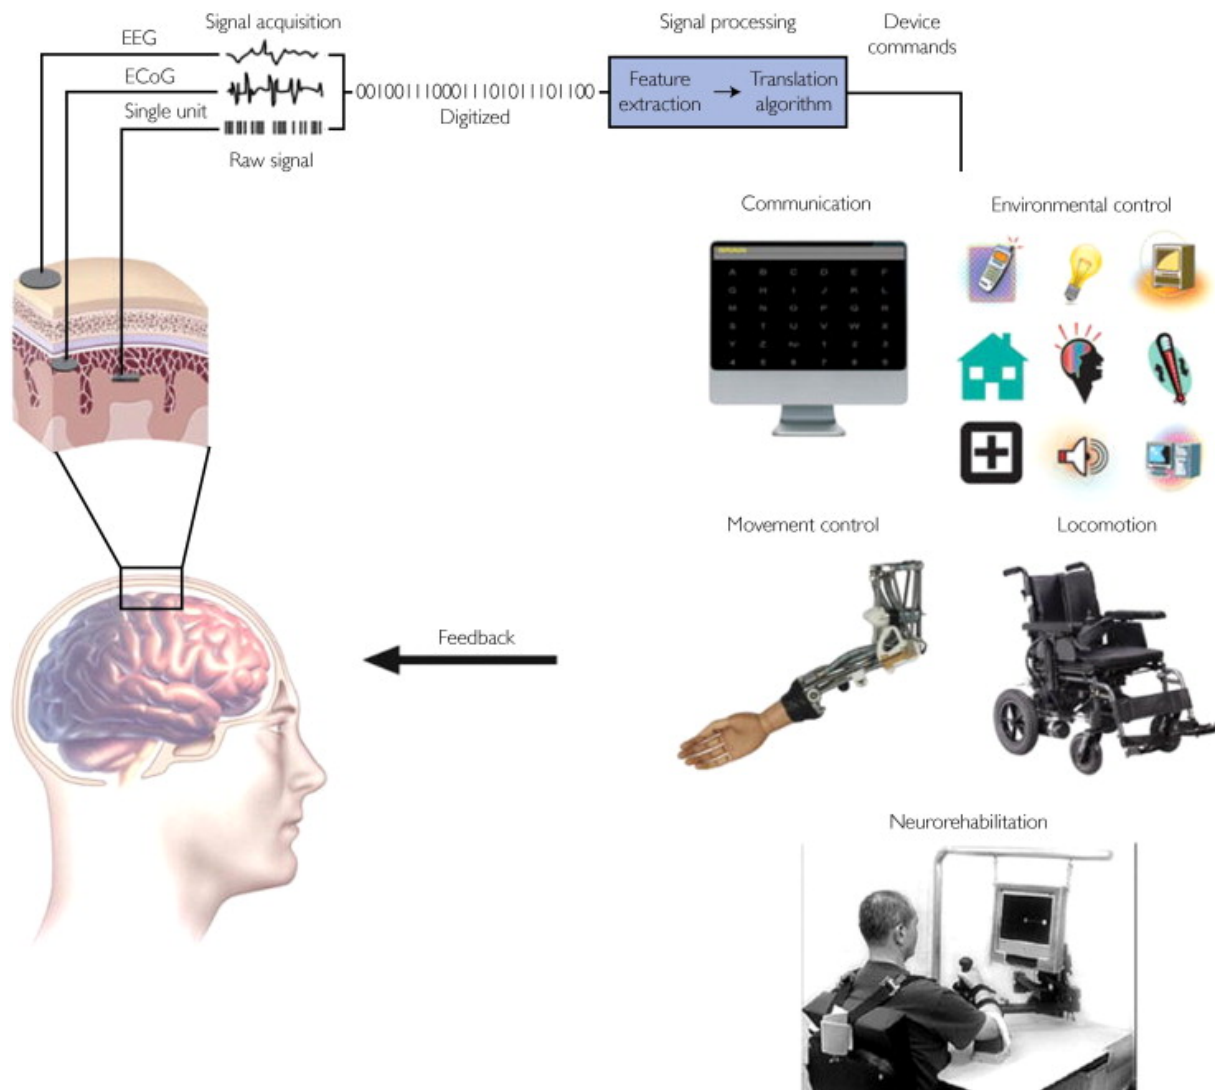 Signal acquisition
EEG
ECoG
Single unit
Raw signal
00100111000111010111011100
Digitized
Signal processing
Feature extraction
Translation algorithm
Device
commands
Communication
A B C D E F
G H I J K L
M N O P Q R
S T U V W X
Y Z
Environmental control
Movement control
Locomotion
Feedback
Neurorehabilitation